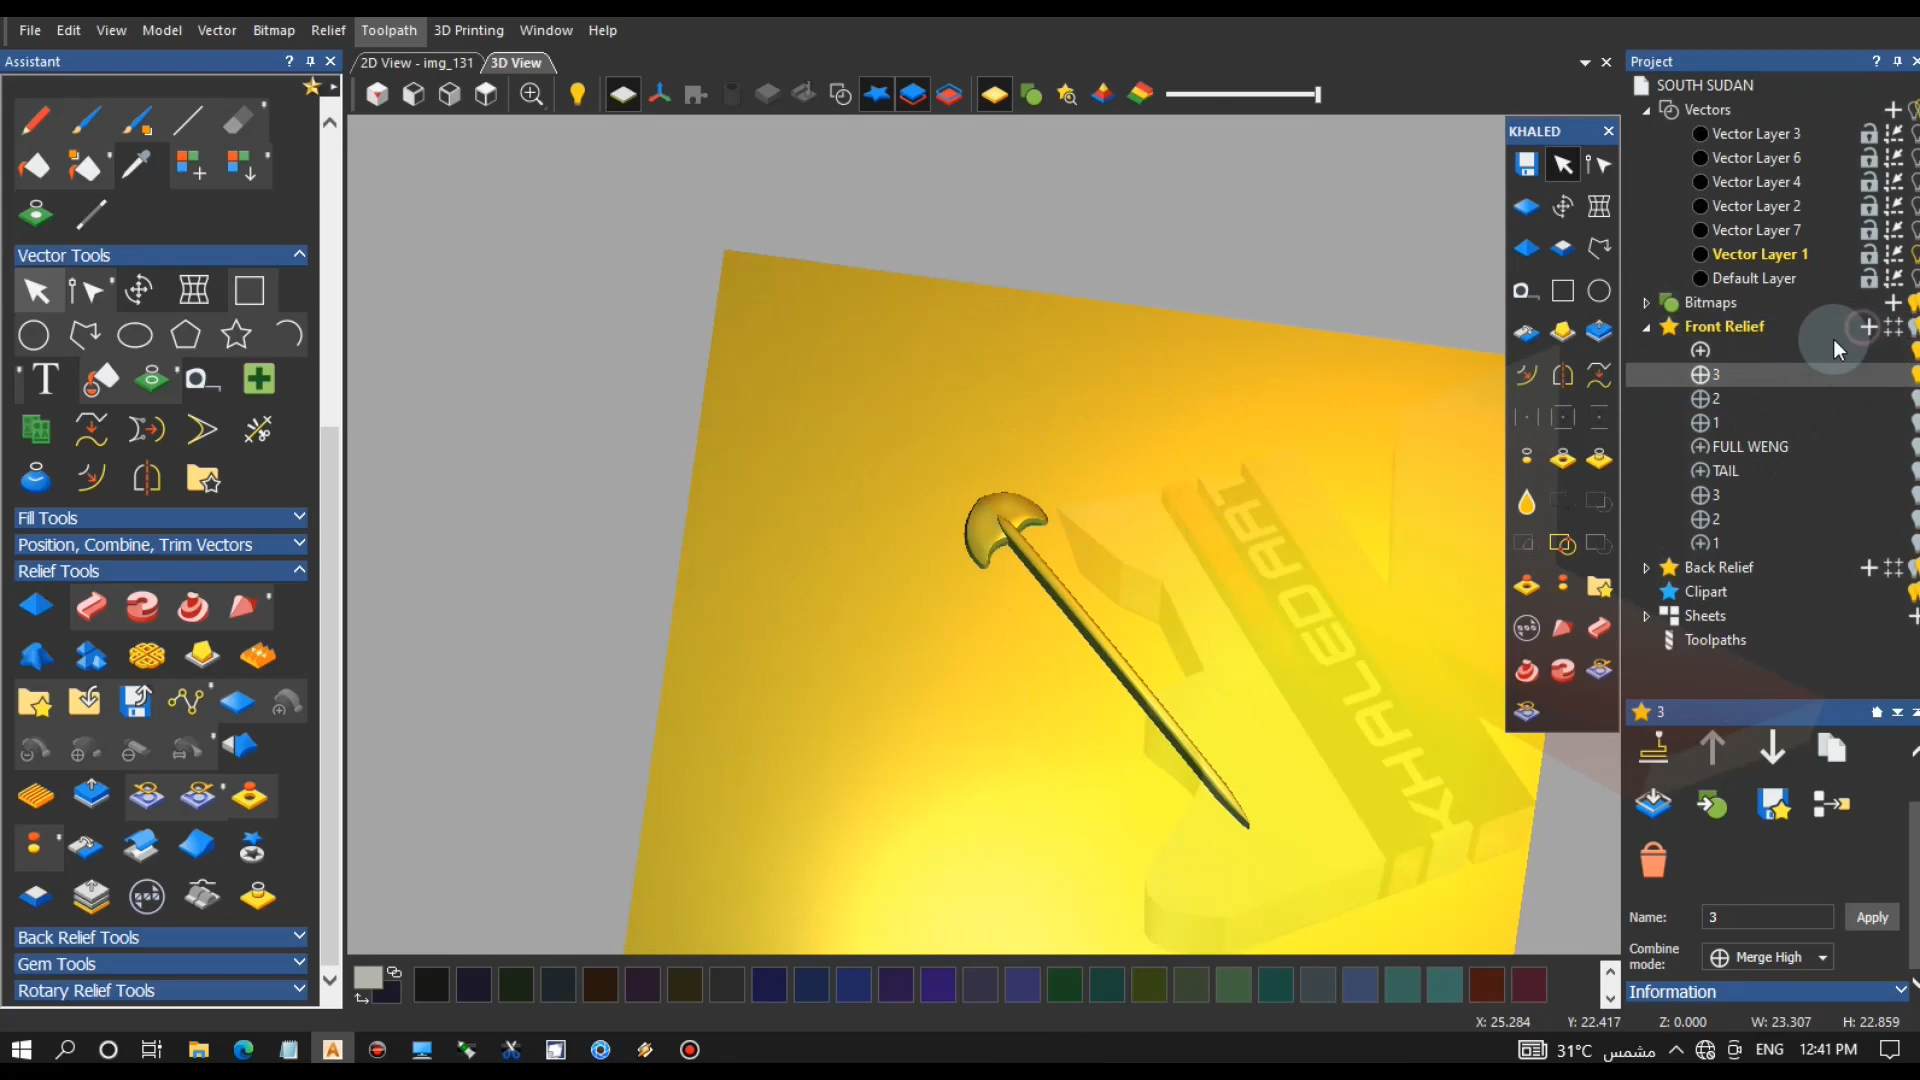 File Edit View Model Vector Bitmap Relief Toolpath 3D Printing Window Help
Assistant
?
2D View - img_131
3D View
Project
?
SOUTH SUDAN
Vectors
Vector Layer 3
Vector Layer 6
Vector Layer 4
Vector Layer 2
Vector Layer 7
Vector Layer 1
Default Layer
Bitmaps
Front Relief
3
2
1
FULL WENG
TAIL
3
2
1
Back Relief
Clipart
Sheets
Toolpaths
KHALED
Vector Tools
Fill Tools
Position, Combine, Trim Vectors
Relief Tools
Back Relief Tools
Gem Tools
Rotary Relief Tools
KHALEDART
3
Name: 3 Apply
Combine mode: Merge High
Information
X: 25.284 Y: 22.417 Z: 0.000 W: 23.307 H: 22.859
31°C مشمس ENG 12:41 PM